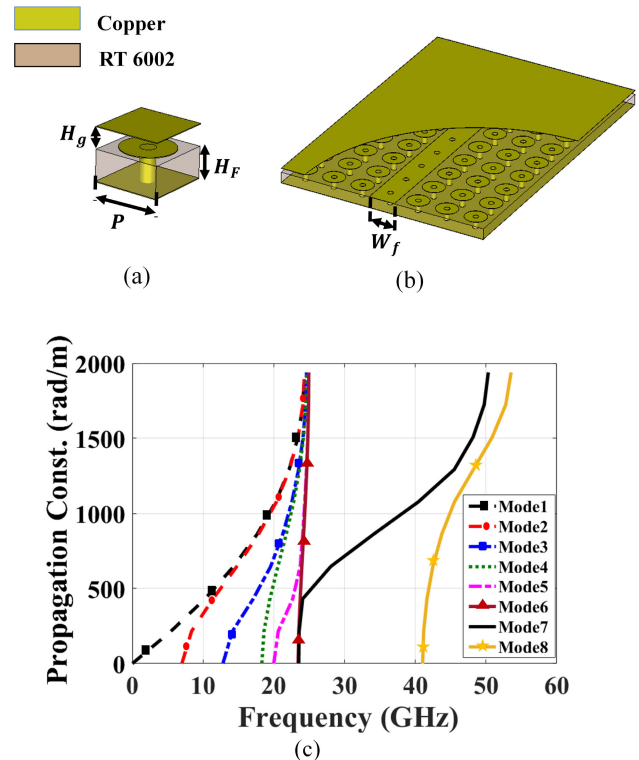 Copper
RT 6002
H_g
H_F
P
W_f
(a)
(b)
2000
1500
1000
500
0
Propagation Const. (rad/m)
Mode1
Mode2
Mode3
Mode4
Mode5
Mode6
Mode7
Mode8
0 10 20 30 40 50 60
Frequency (GHz)
(c)